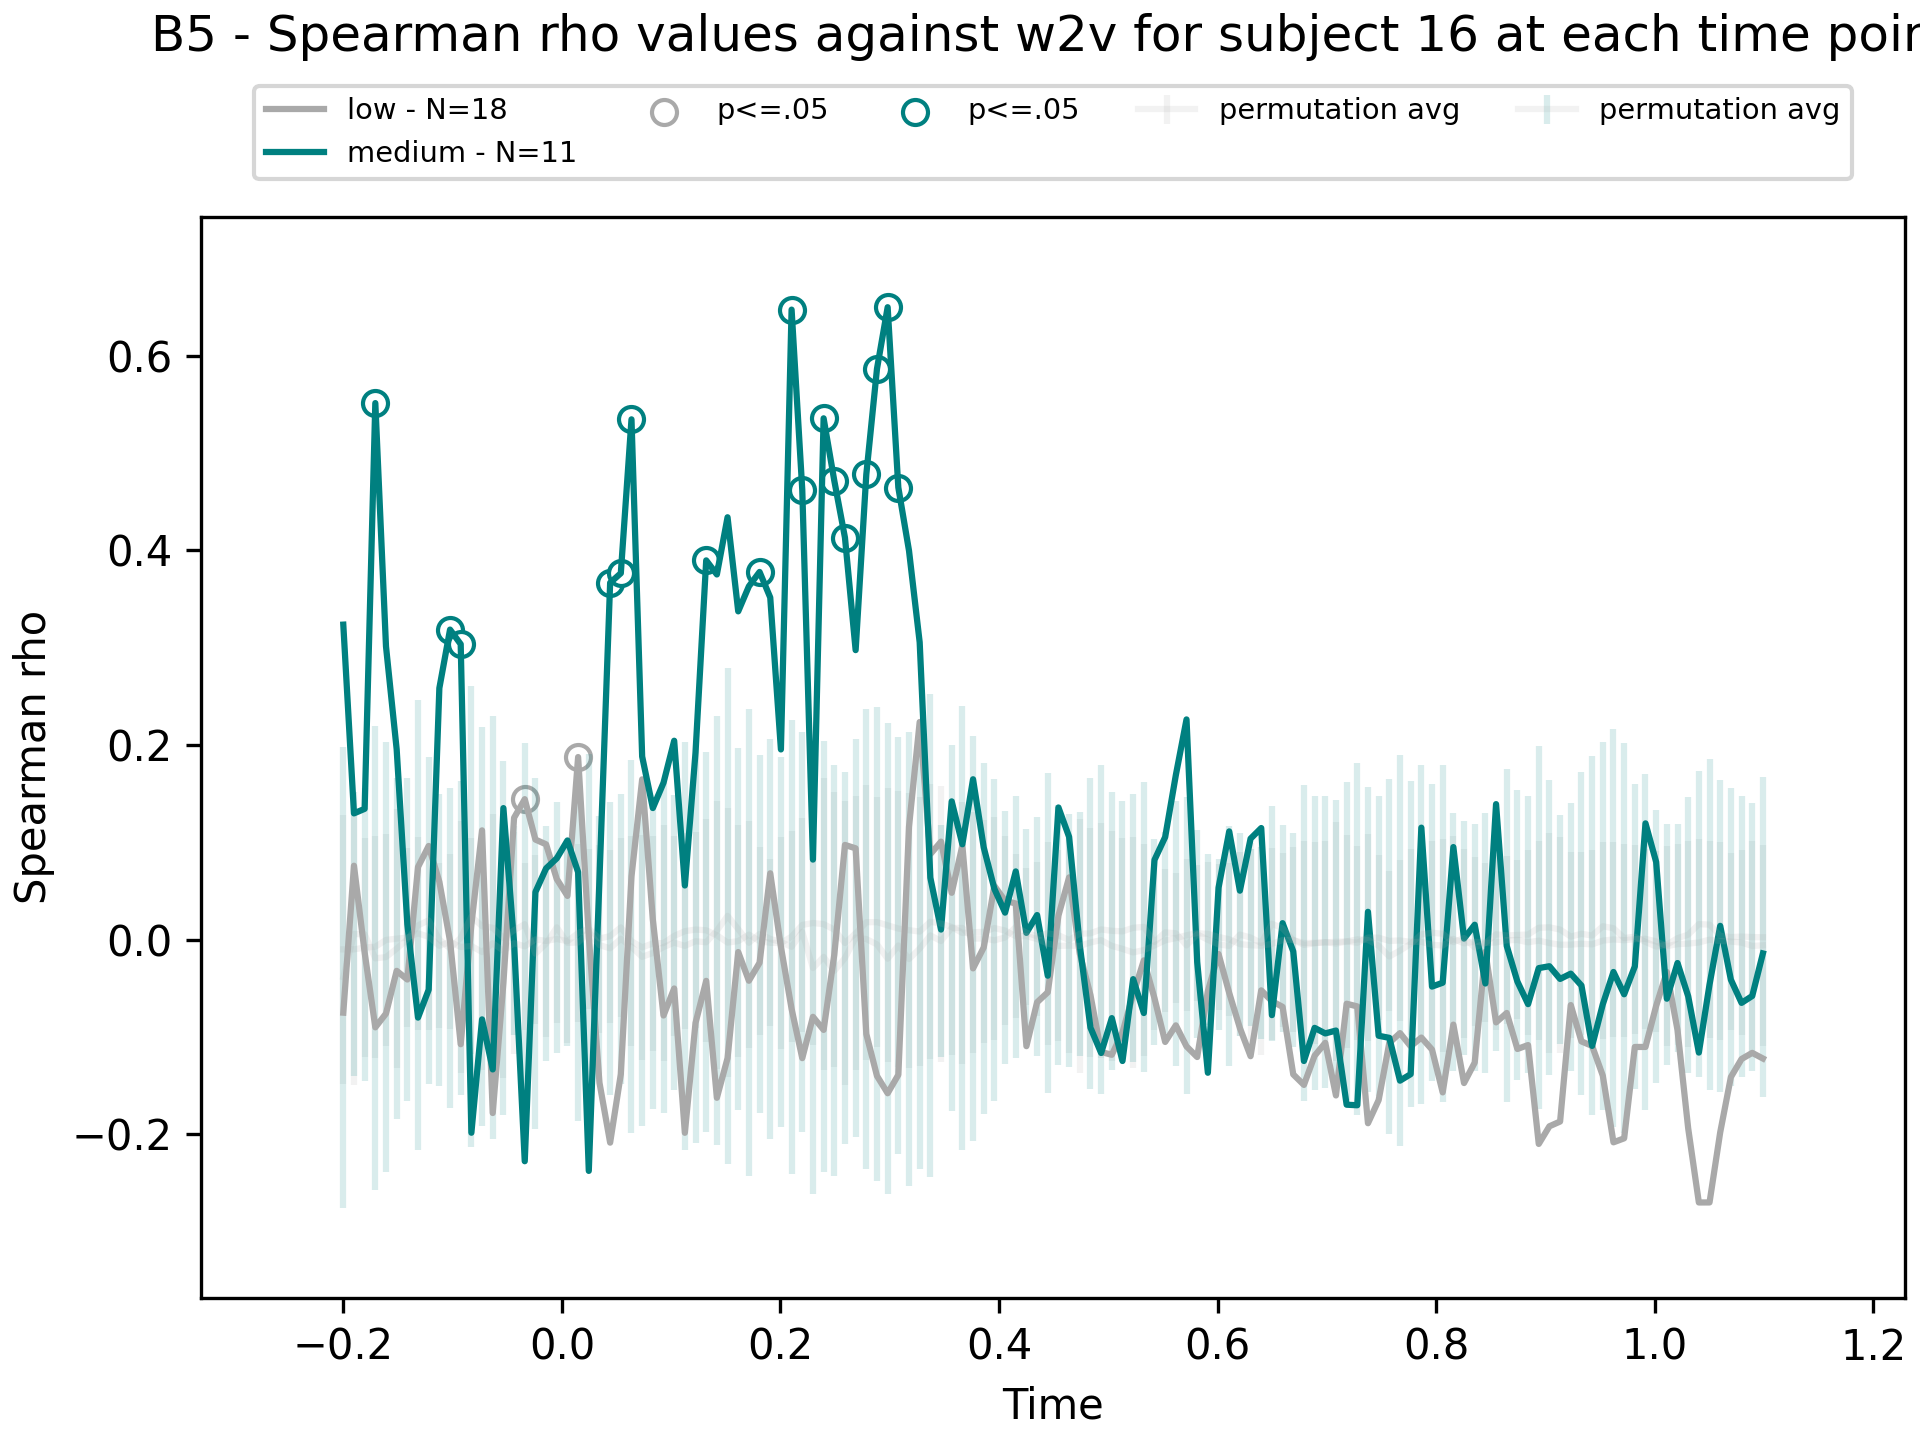 B5 - Spearman rho values against w2v for subject 16 at each time
low - N=18 p<=.05 p<=.05 permutation avg permutation avg
medium - N=11
Spearman rho
0.6
0.4
0.2
0.0
−0.2
−0.2 0.0 0.2 0.4 0.6 0.8 1.0 1.2
Time